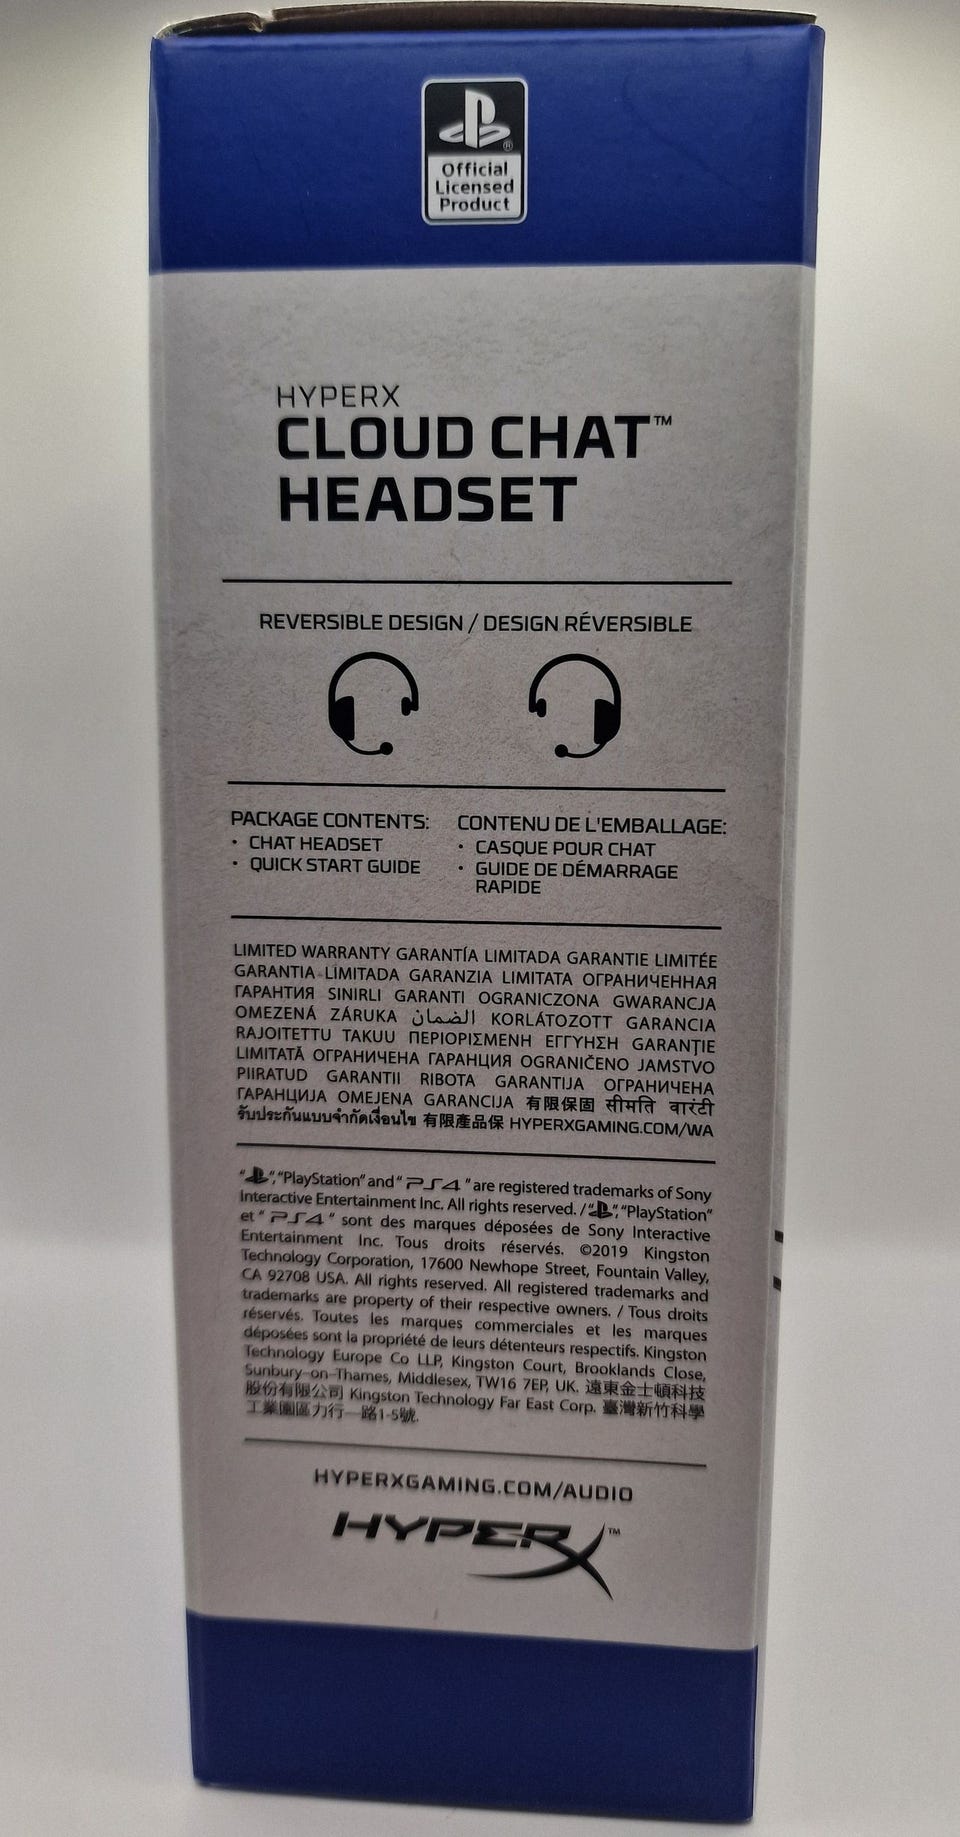 Official
Licensed
Product
HYPERX
CLOUD CHAT™
HEADSET
REVERSIBLE DESIGN / DESIGN RÉVERSIBLE
PACKAGE CONTENTS:
• CHAT HEADSET
• QUICK START GUIDE
CONTENU DE L'EMBALLAGE:
• CASQUE POUR CHAT
• GUIDE DE DÉMARRAGE
RAPIDE
LIMITED WARRANTY GARANTÍA LIMITADA GARANTIE LIMITÉE
GARANTIA LIMITADA GARANZIA LIMITATA ОГРАНИЧЕННАЯ
ГАРАНТИЯ SINIRLI GARANTI OGRANICZONA GWARANCJA
OMEZENÁ ZÁRUKA الضمان KORLÁTOZOTT GARANCIA
RAJOITETTU TAKUU ΠΕΡΙΟΡΙΣΜΕΝΗ ΕΓΓΥΗΣΗ GARANŢIE
LIMITATĂ ОГРАНИЧЕНА ГАРАНЦИЯ OGRANIČENO JAMSTVO
PIIRATUD GARANTII RIBOTA GARANTIJA ОГРАНИЧЕНА
ГАРАНЦИЈА OMEJENA GARANCIJA 有限保固 सीमति वारंटी
รับประกันแบบจำกัดเงื่อนไข 有限產品保 HYPERXGAMING.COM/WA
“ ”, “PlayStation” and “PS4” are registered trademarks of Sony
Interactive Entertainment Inc. All rights reserved. / “ ”, “PlayStation”
et “PS4” sont des marques déposées de Sony Interactive
Entertainment Inc. Tous droits réservés. ©2019 Kingston
Technology Corporation, 17600 Newhope Street, Fountain Valley,
CA 92708 USA. All rights reserved. All registered trademarks and
trademarks are property of their respective owners. / Tous droits
réservés. Toutes les marques commerciales et les marques
déposées sont la propriété de leurs détenteurs respectifs. Kingston
Technology Europe Co LLP, Kingston Court, Brooklands Close,
Sunbury-on-Thames, Middlesex, TW16 7EP, UK. 遠東金士頓科技
股份有限公司 Kingston Technology Far East Corp. 臺灣新竹科學
工業園區力行一路1-5號.
HYPERXGAMING.COM/AUDIO
HYPERX™